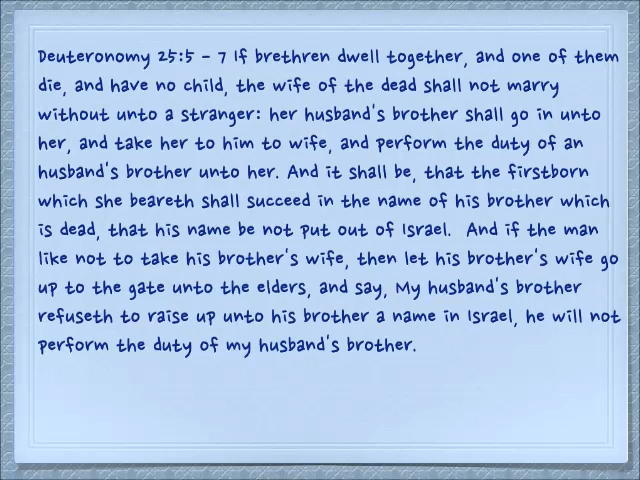 Deuteronomy 25:5 - 7 If brethren dwell together, and one of them
die, and have no child, the wife of the dead shall not marry
without unto a stranger: her husband's brother shall go in unto
her, and take her to him to wife, and perform the duty of an
husband's brother unto her. And it shall be, that the firstborn
which she beareth shall succeed in the name of his brother which
is dead, that his name be not put out of Israel.  And if the man
like not to take his brother's wife, then let his brother's wife go
up to the gate unto the elders, and say, My husband's brother
refuseth to raise up unto his brother a name in Israel, he will not
perform the duty of my husband's brother.